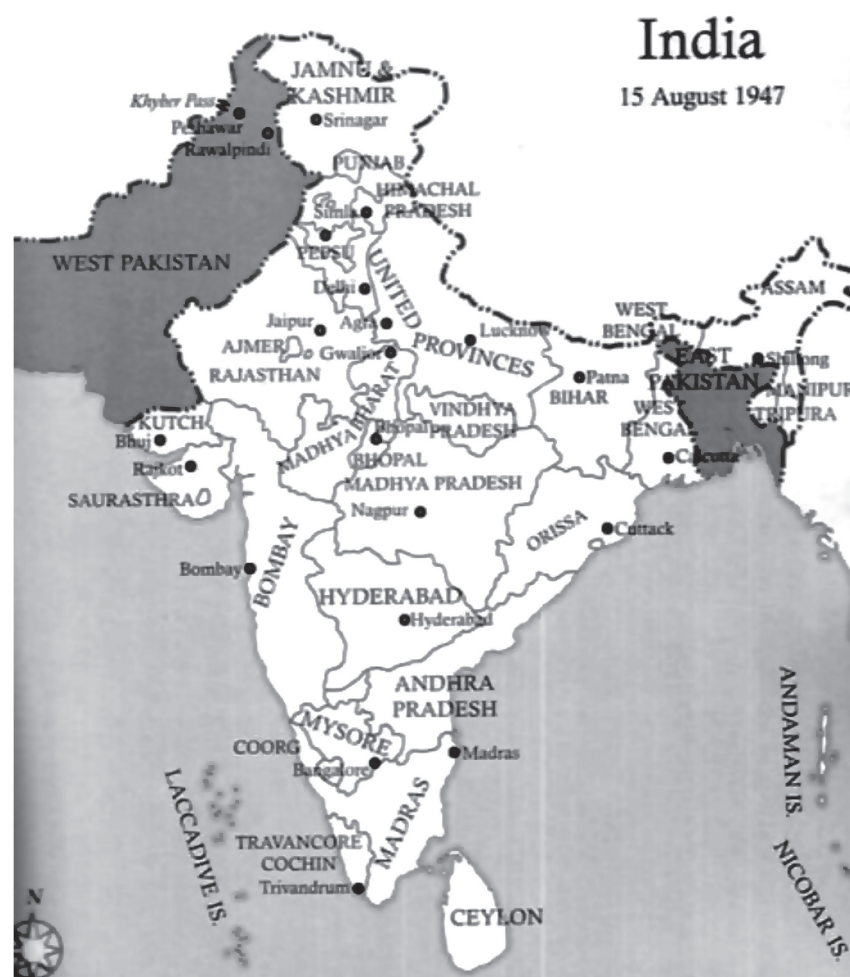 India
15 August 1947
JAMNU &
KASHMIR
Khyber Pass
Srinagar
Peshawar
Rawalpindi
PUNJAB
HIMACHAL
PRADESH
Simla
PEPSU
WEST PAKISTAN
UNITED
PROVINCES
Delhi
ASSAM
WEST
BENGAL
Jaipur
Agra
Lucknow
AJMER
Gwalior
EAST
PAKISTAN
Shillong
RAJASTHAN
Patna
BIHAR
MANIPUR
TRIPURA
KUTCH
Bhuj
MADHYA BHARAT
VINDHYA
PRADESH
WEST
BENGAL
Bhopal
BHOPAL
Rajkot
Calcutta
SAURASTHRA
MADHYA PRADESH
Nagpur
ORISSA
Cuttack
Bombay
BOMBAY
HYDERABAD
Hyderabad
ANDHRA
PRADESH
MYSORE
COORG
Bangalore
Madras
MADRAS
ANDAMAN IS.
LACCADIVE IS.
TRAVANCORE
COCHIN
Trivandrum
NICOBAR IS.
CEYLON
N